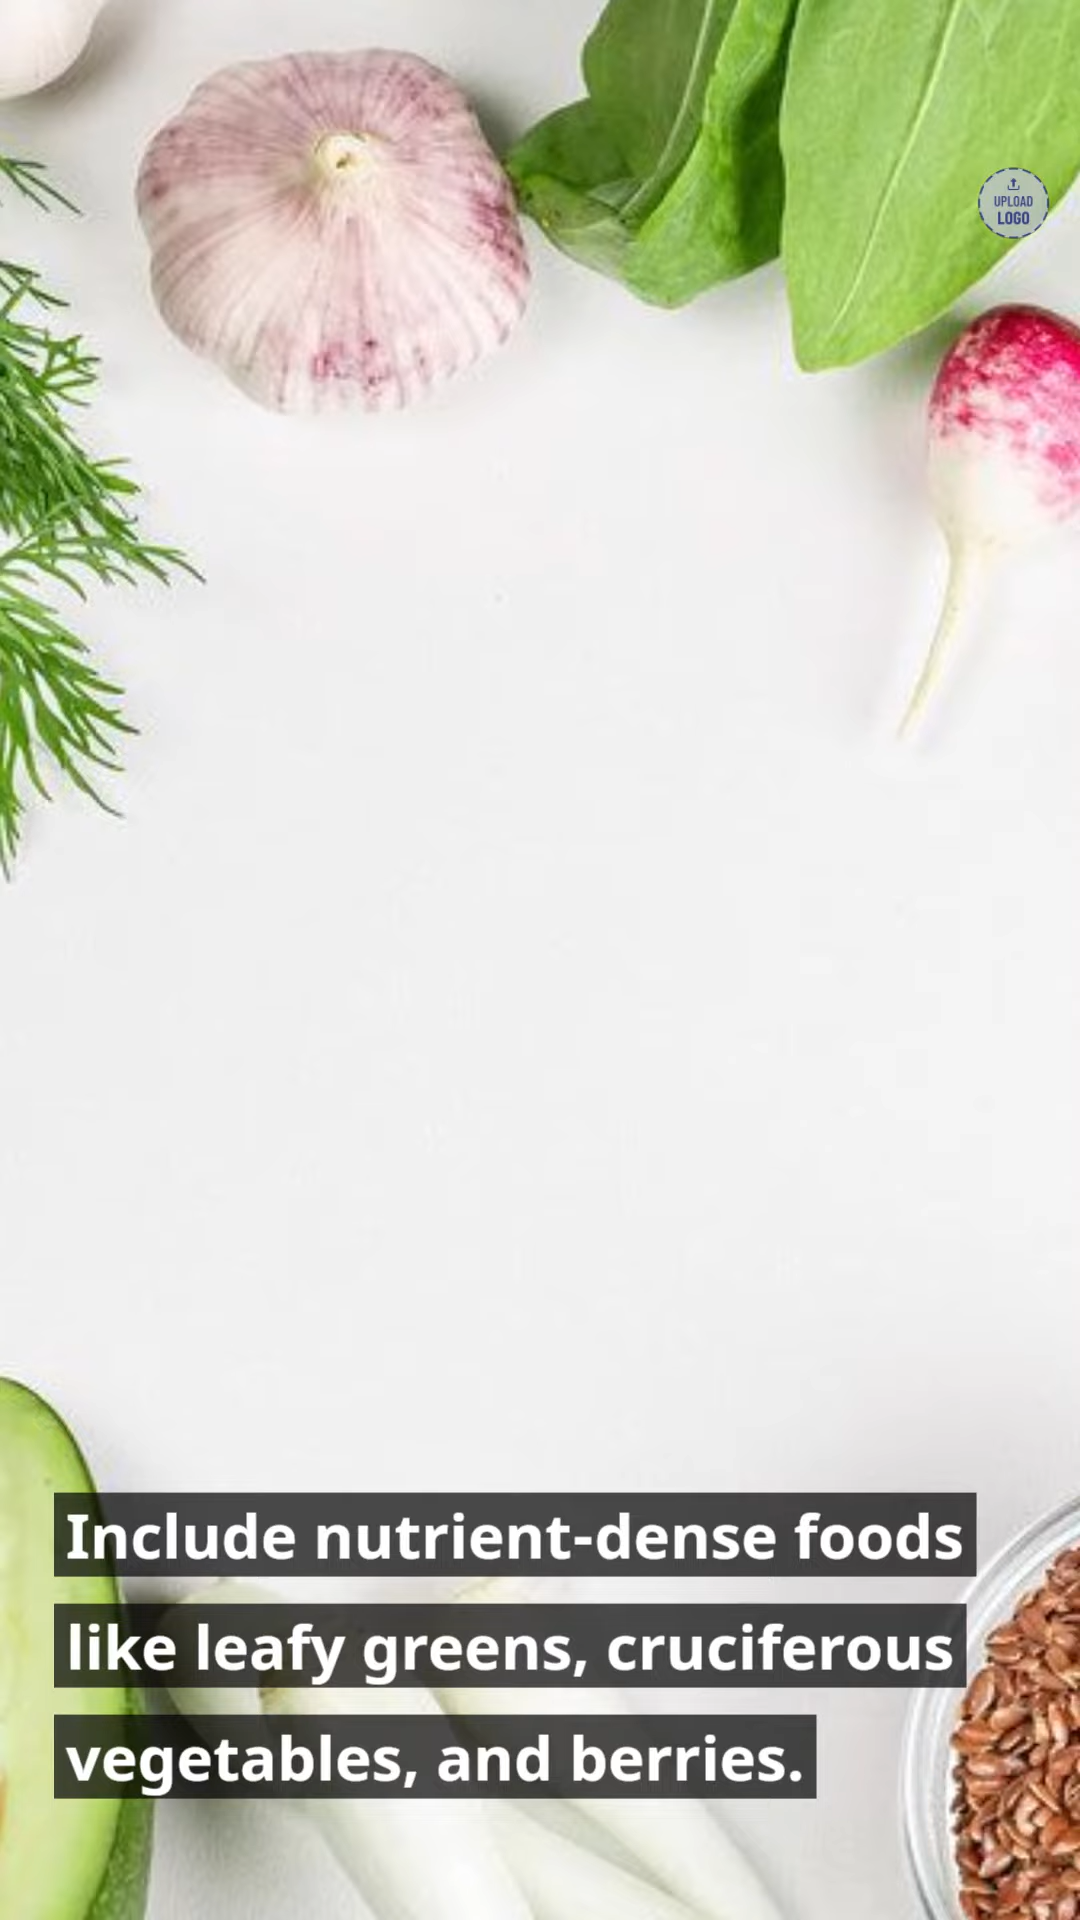 UPLOAD
LOGO
Include nutrient-dense foods
like leafy greens, cruciferous
vegetables, and berries.